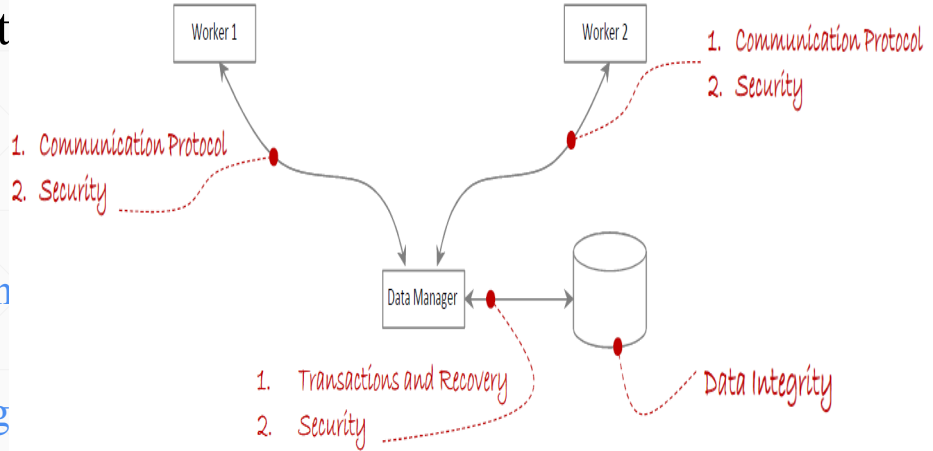 t
Worker 1
Worker 2
1. Communication Protocol
2. Security
1. Communication Protocol
2. Security
n
Data Manager
1. Transactions and Recovery
2. Security
Data Integrity
g